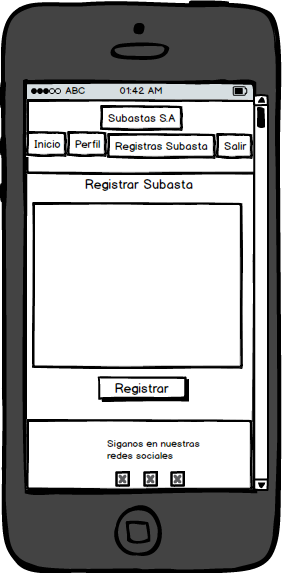 ABC 01:42 AM
Subastas S.A
Inicio Perfil Registras Subasta Salir
Registrar Subasta
Registrar
Siganos en nuestras
redes sociales